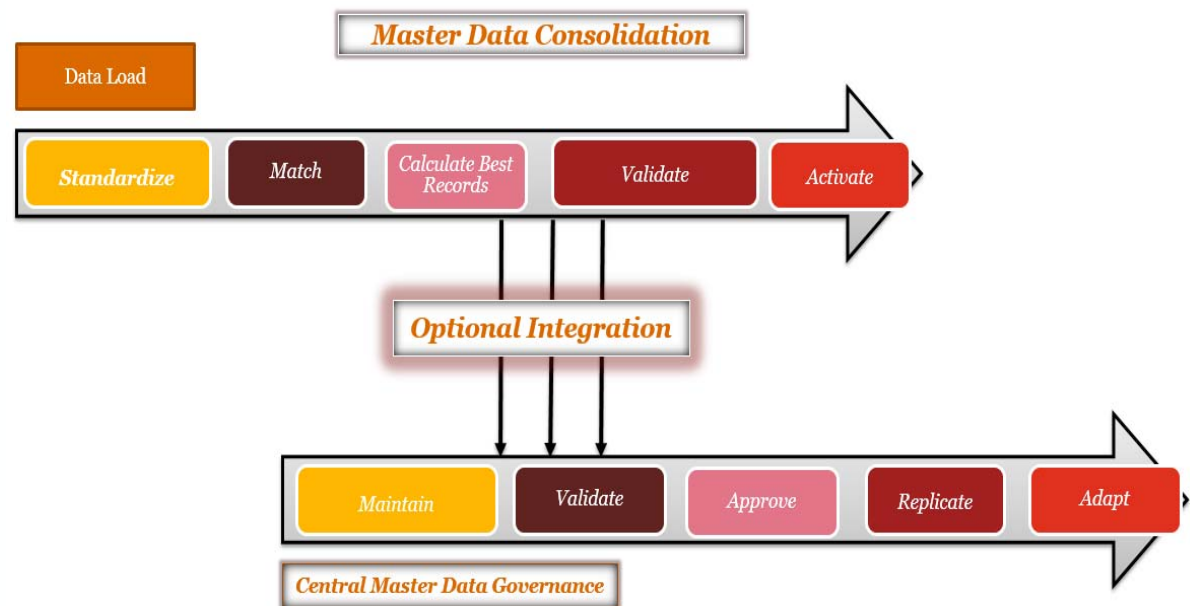 Master Data Consolidation
Data Load
Standardize
Match
Calculate Best
Records
Validate
Activate
Optional Integration
Maintain
Validate
Approve
Replicate
Adapt
Central Master Data Governance